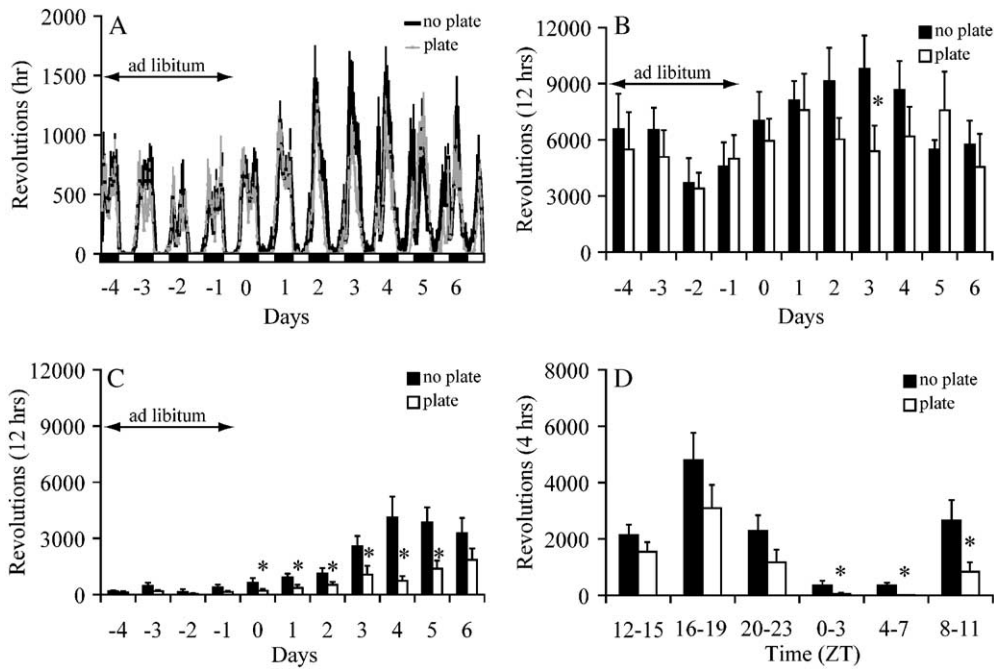 A
no plate
plate
ad libitum
Revolutions (hr)
2000
1500
1000
500
0
-4 -3 -2 -1 0 1 2 3 4 5 6
Days
B
no plate
plate
ad libitum
Revolutions (12 hrs)
12000
9000
6000
3000
0
*
-4 -3 -2 -1 0 1 2 3 4 5 6
Days
C
no plate
plate
ad libitum
Revolutions (12 hrs)
12000
9000
6000
3000
0
* * * * * *
-4 -3 -2 -1 0 1 2 3 4 5 6
Days
D
no plate
plate
Revolutions (4 hrs)
8000
6000
4000
2000
0
* * *
12-15 16-19 20-23 0-3 4-7 8-11
Time (ZT)